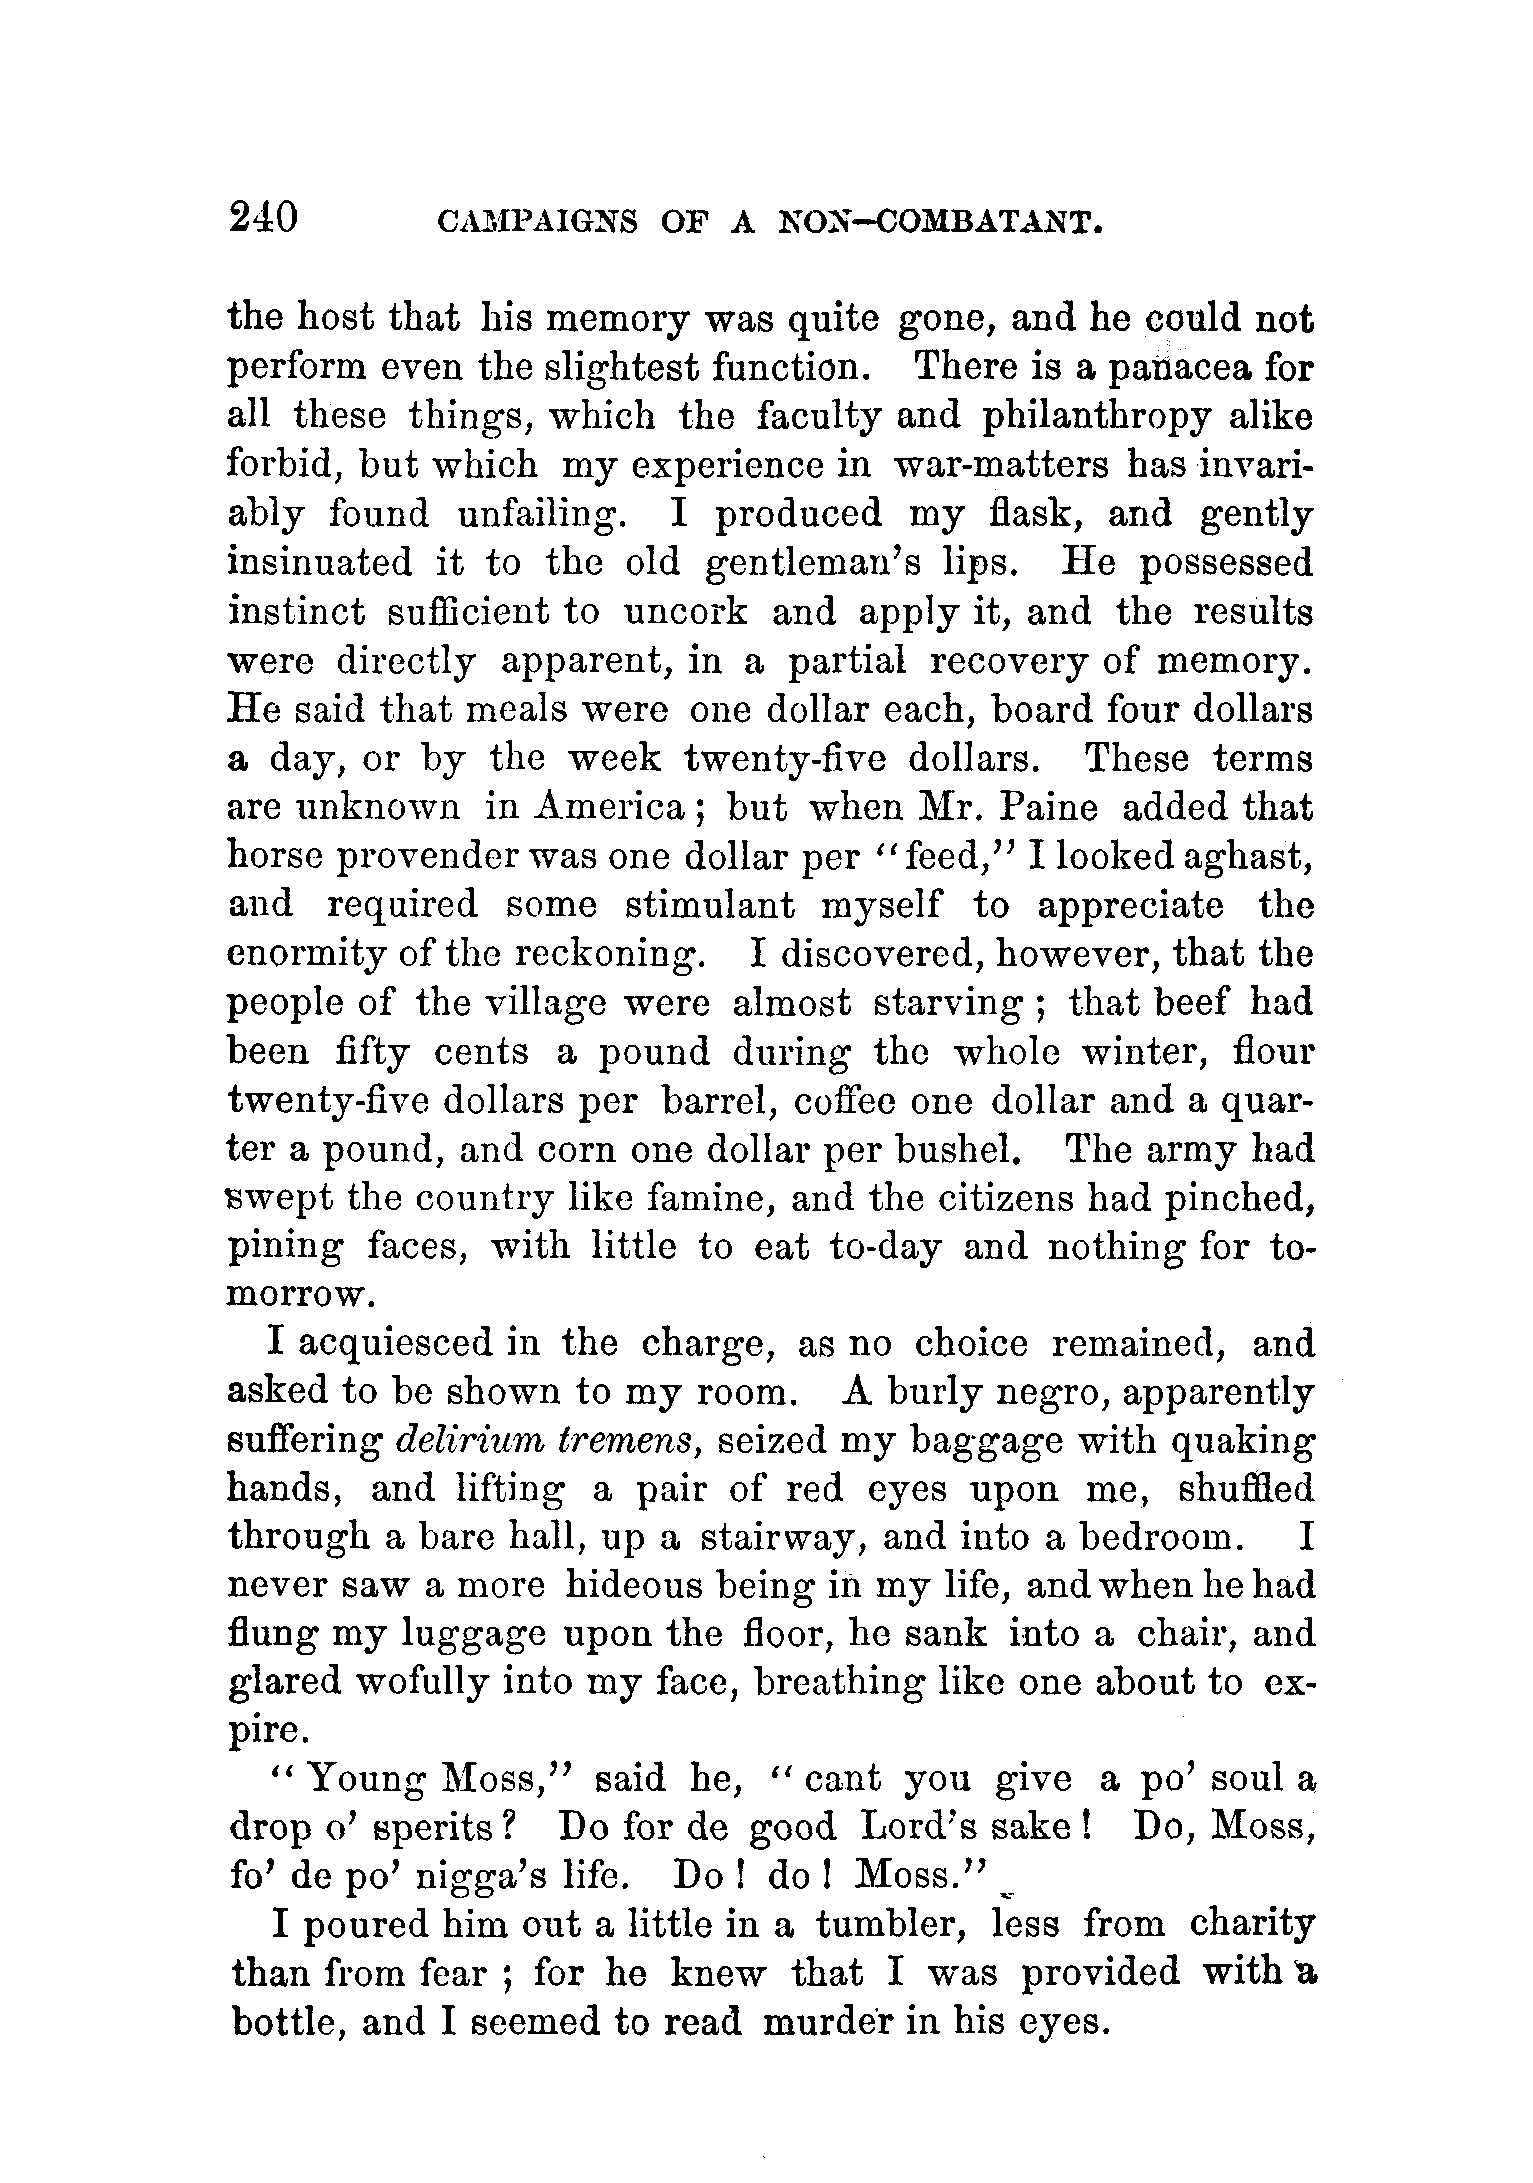 240 CAMPAIGNS OF A NON-COMBATANT.
the host that his memory was quite gone, and he could not
perform even the slightest function. There is a panacea for
all these things, which the faculty and philanthropy alike
forbid, but which my experience in war-matters has invari-
ably found unfailing. I produced my flask, and gently
insinuated it to the old gentleman's lips. He possessed
instinct sufficient to uncork and apply it, and the results
were directly apparent, in a partial recovery of memory.
He said that meals were one dollar each, board four dollars
a day, or by the week twenty-five dollars. These terms
are unknown in America; but when Mr. Paine added that
horse provender was one dollar per "feed," I looked aghast,
and required some stimulant myself to appreciate the
enormity of the reckoning. I discovered, however, that the
people of the village were almost starving; that beef had
been fifty cents a pound during the whole winter, flour
twenty-five dollars per barrel, coffee one dollar and a quar-
ter a pound, and corn one dollar per bushel. The army had
swept the country like famine, and the citizens had pinched,
pining faces, with little to eat to-day and nothing for to-
morrow.
I acquiesced in the charge, as no choice remained, and
asked to be shown to my room. A burly negro, apparently
suffering delirium tremens, seized my baggage with quaking
hands, and lifting a pair of red eyes upon me, shuffled
through a bare hall, up a stairway, and into a bedroom. I
never saw a more hideous being in my life, and when he had
flung my luggage upon the floor, he sank into a chair, and
glared wofully into my face, breathing like one about to ex-
pire.
"Young Moss," said he, "cant you give a po' soul a
drop o' sperits? Do for de good Lord's sake! Do, Moss,
fo' de po' nigga's life. Do! do! Moss."
I poured him out a little in a tumbler, less from charity
than from fear; for he knew that I was provided with a
bottle, and I seemed to read murder in his eyes.